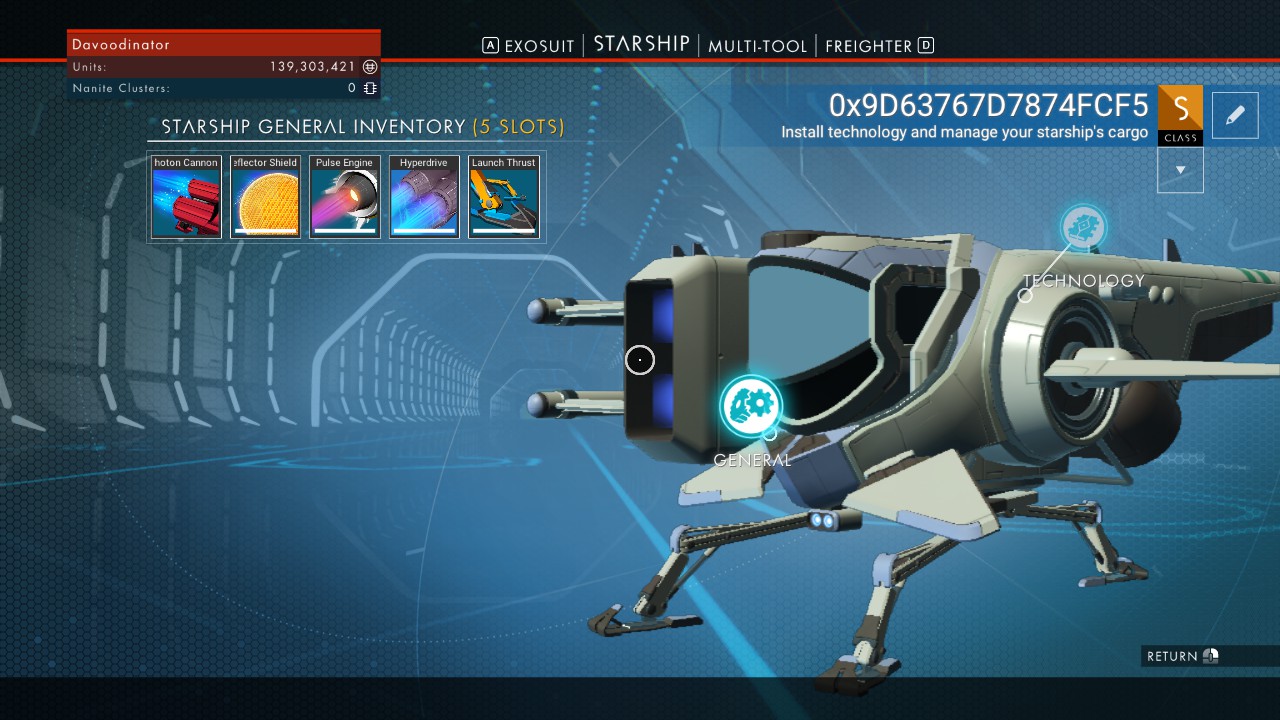 Davoodinator
Units: 139,303,421
Nanite Clusters: 0
A EXOSUIT STARSHIP MULTI-TOOL FREIGHTER D
0x9D63767D7874FCF5
Install technology and manage your starship's cargo
S
CLASS
STARSHIP GENERAL INVENTORY (5 SLOTS)
hoton Cannon eflector Shield Pulse Engine Hyperdrive Launch Thrust
TECHNOLOGY
GENERAL
RETURN